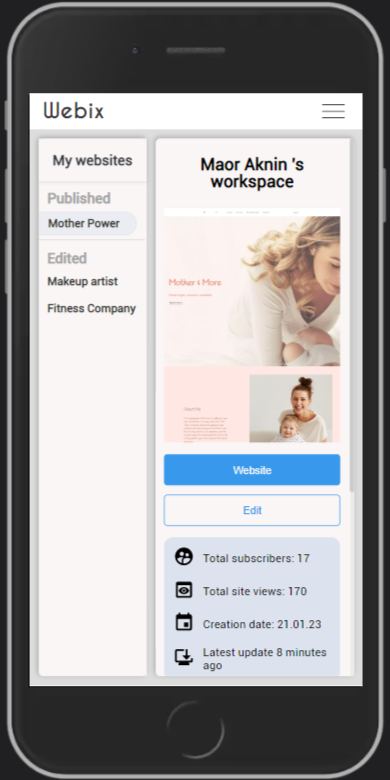 Webix
My websites
Published
Mother Power
Edited
Makeup artist
Fitness Company
Maor Aknin 's
workspace
Mother & More
Website
Edit
Total subscribers: 17
Total site views: 170
Creation date: 21.01.23
Latest update 8 minutes
ago